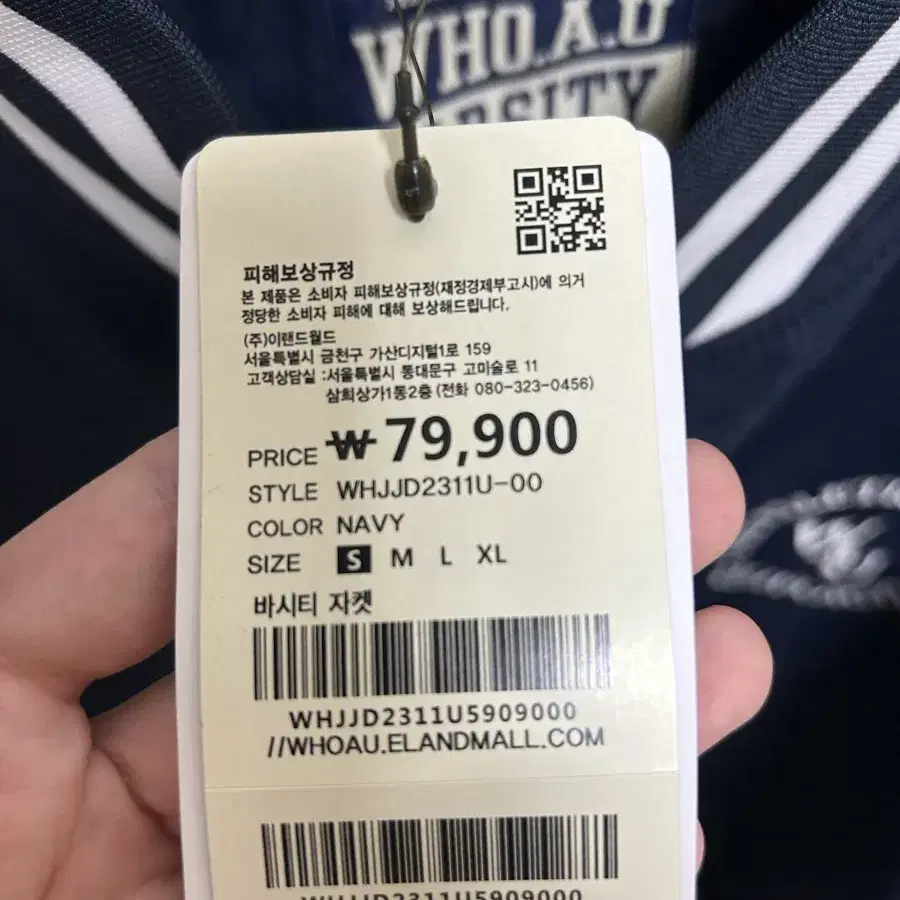 WHO.A.U
피해보상규정
본 제품은 소비자 피해보상규정(재정경제부고시)에 의거
정당한 소비자 피해에 대해 보상해드립니다.
(주)이랜드월드
서울특별시 금천구 가산디지털1로 159
고객상담실 :서울특별시 동대문구 고미술로 11
삼희상가1동2층 (전화 080-323-0456)
PRICE ₩ 79,900
STYLE WHJJD2311U-00
COLOR NAVY
SIZE S M L XL
바시티 자켓
WHJJD2311U5909000
//WHOAU.ELANDMALL.COM
WHJJD2311U5909000